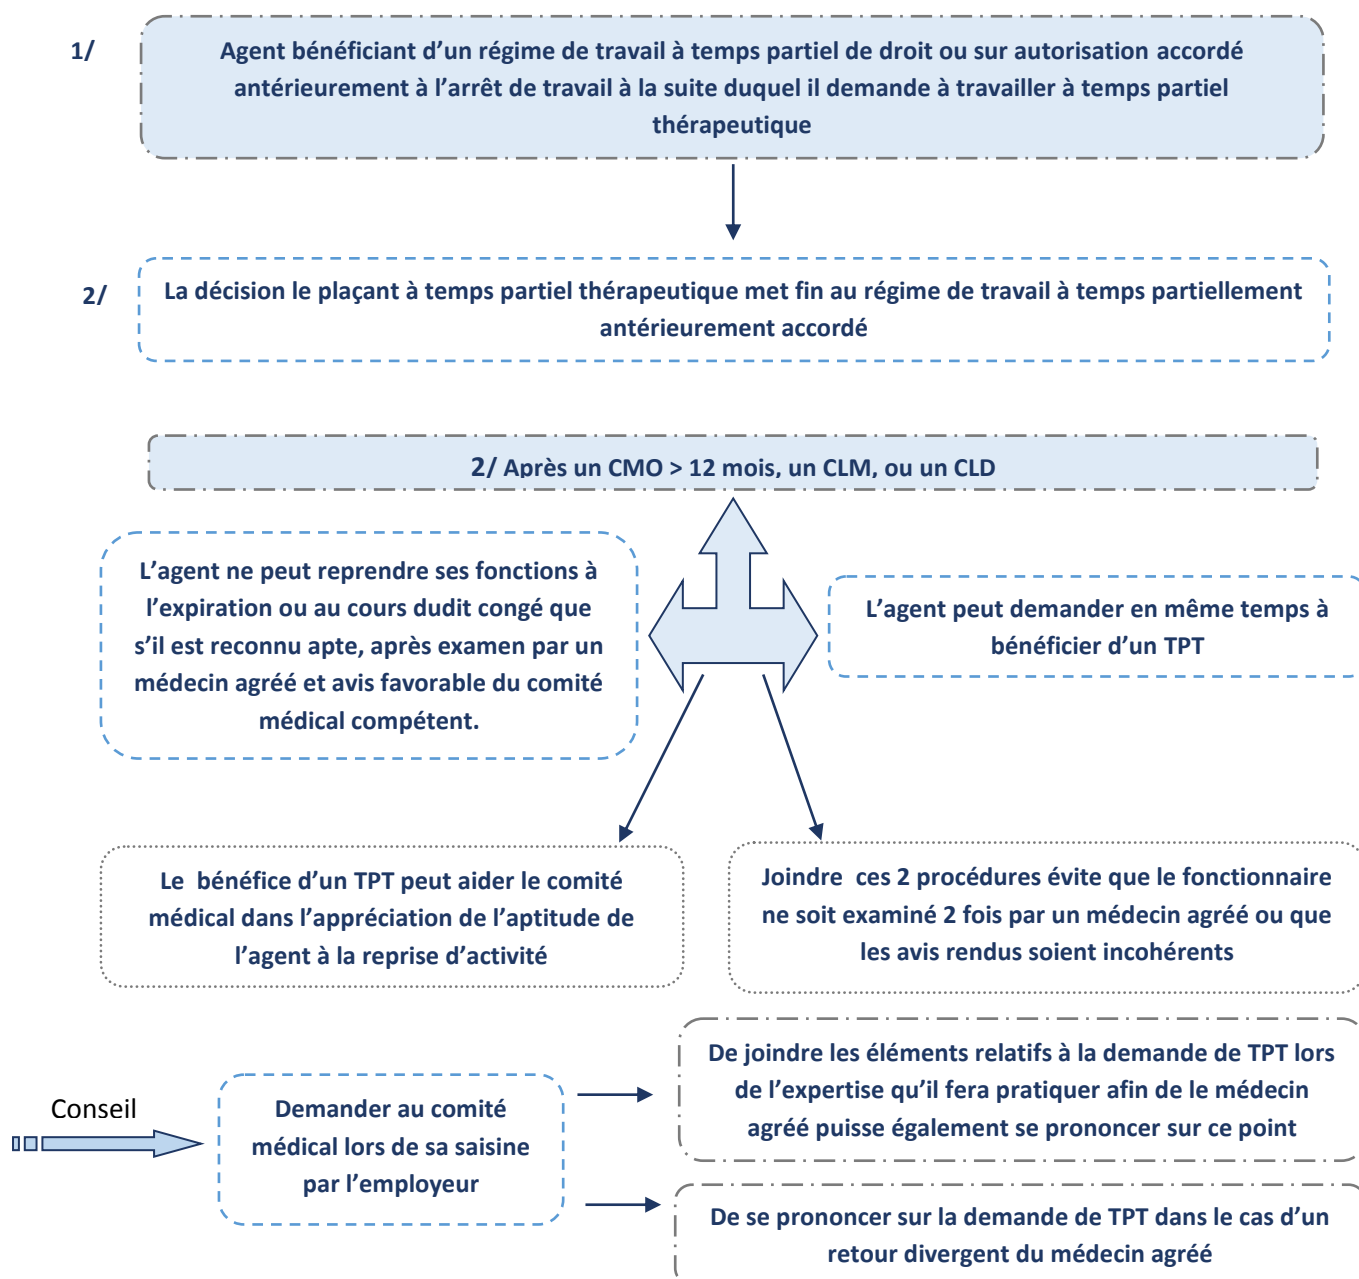 1/
Agent bénéficiant d’un régime de travail à temps partiel de droit ou sur autorisation accordé
antérieurement à l’arrêt de travail à la suite duquel il demande à travailler à temps partiel
thérapeutique
2/
La décision le plaçant à temps partiel thérapeutique met fin au régime de travail à temps partiellement
antérieurement accordé
2/ Après un CMO > 12 mois, un CLM, ou un CLD
L’agent ne peut reprendre ses fonctions à
l’expiration ou au cours dudit congé que
s’il est reconnu apte, après examen par un
médecin agréé et avis favorable du comité
médical compétent.
L’agent peut demander en même temps à
bénéficier d’un TPT
Le  bénéfice d’un TPT peut aider le comité
médical dans l’appréciation de l’aptitude de
l’agent à la reprise d’activité
Joindre  ces 2 procédures évite que le fonctionnaire
ne soit examiné 2 fois par un médecin agréé ou que
les avis rendus soient incohérents
Conseil
Demander au comité
médical lors de sa saisine
par l’employeur
De joindre les éléments relatifs à la demande de TPT lors
de l’expertise qu’il fera pratiquer afin de le médecin
agréé puisse également se prononcer sur ce point
De se prononcer sur la demande de TPT dans le cas d’un
retour divergent du médecin agréé